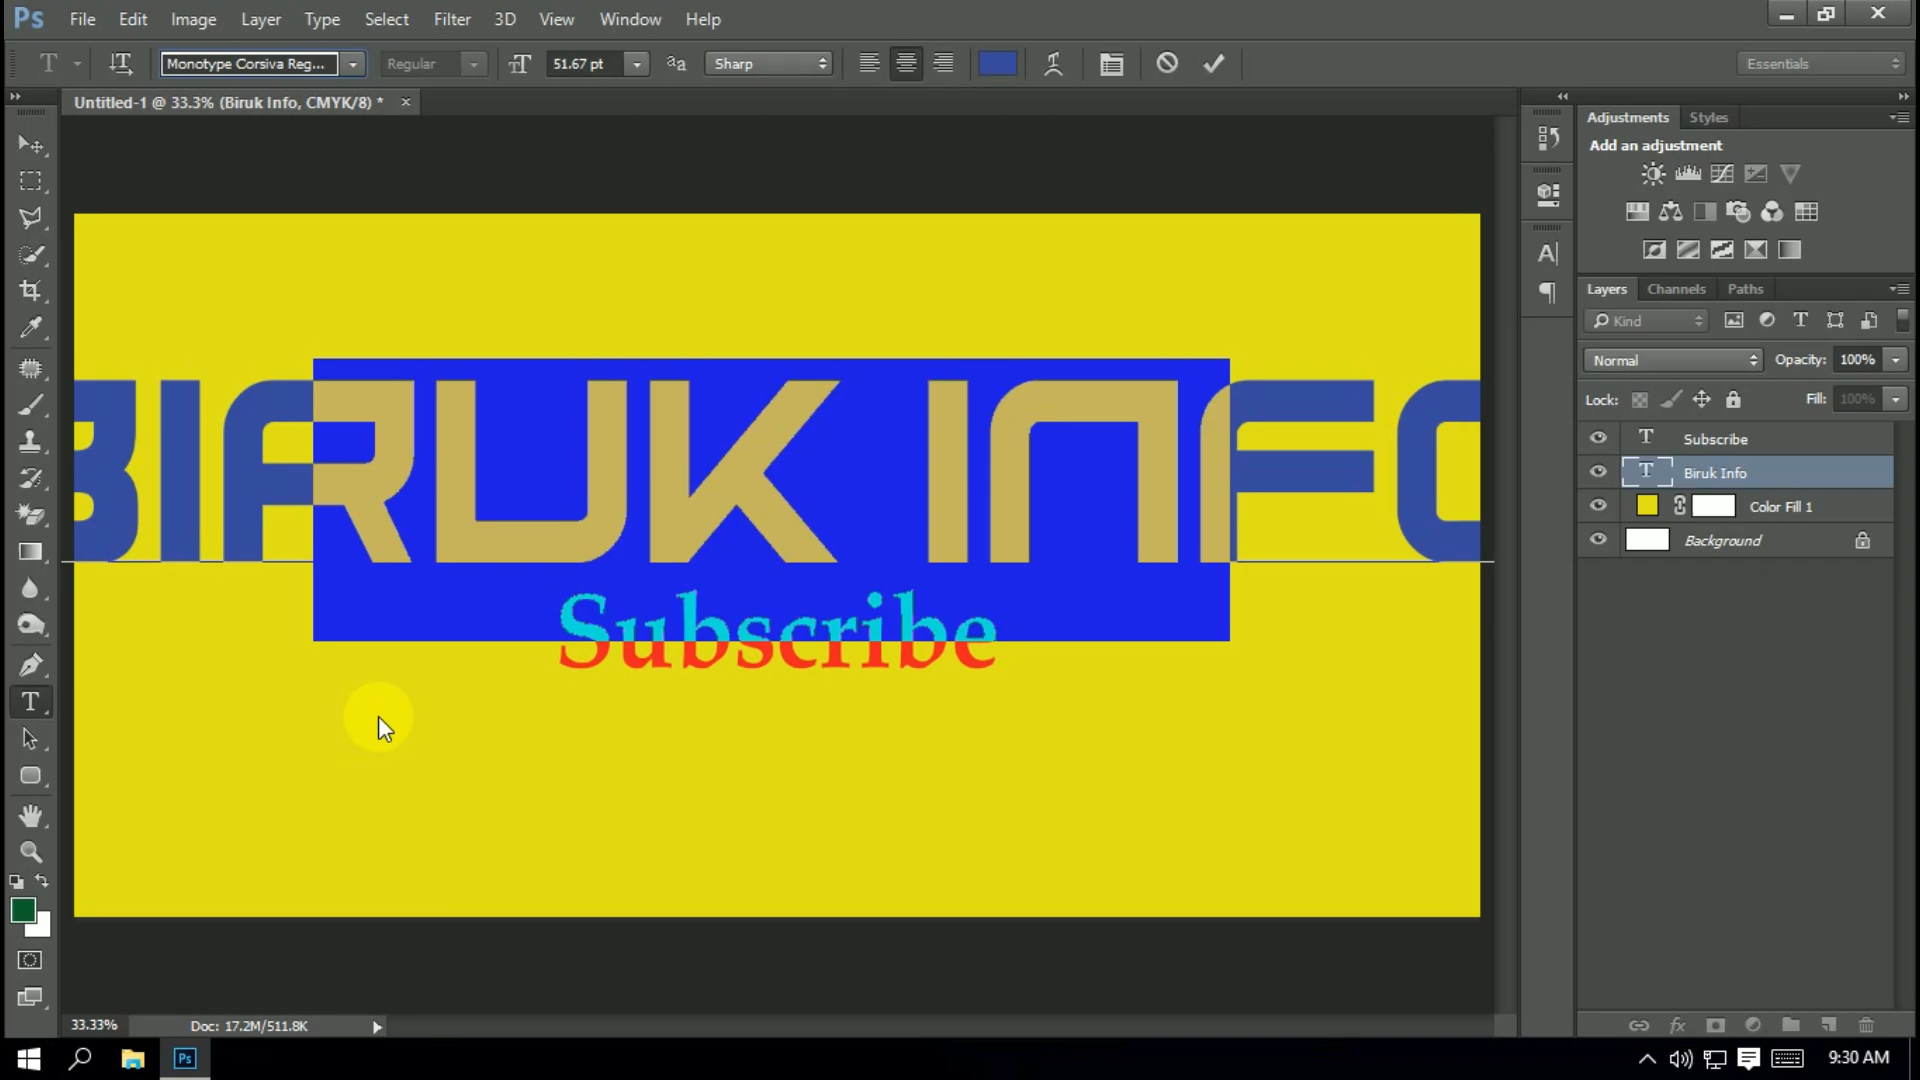 Ps File Edit Image Layer Type Select Filter 3D View Window Help
T Monotype Corsiva Reg... Regular 51.67 pt Sharp Essentials
Untitled-1 @ 33.3% (Biruk Info, CMYK/8) * ×
Adjustments Styles
Add an adjustment
Layers Channels Paths
Kind
Normal Opacity: 100%
Lock: Fill: 100%
T Subscribe
T Biruk Info
Color Fill 1
Background
BIRUK INFO
Subscribe
33.33% Doc: 17.2M/511.8K
Ps 9:30 AM